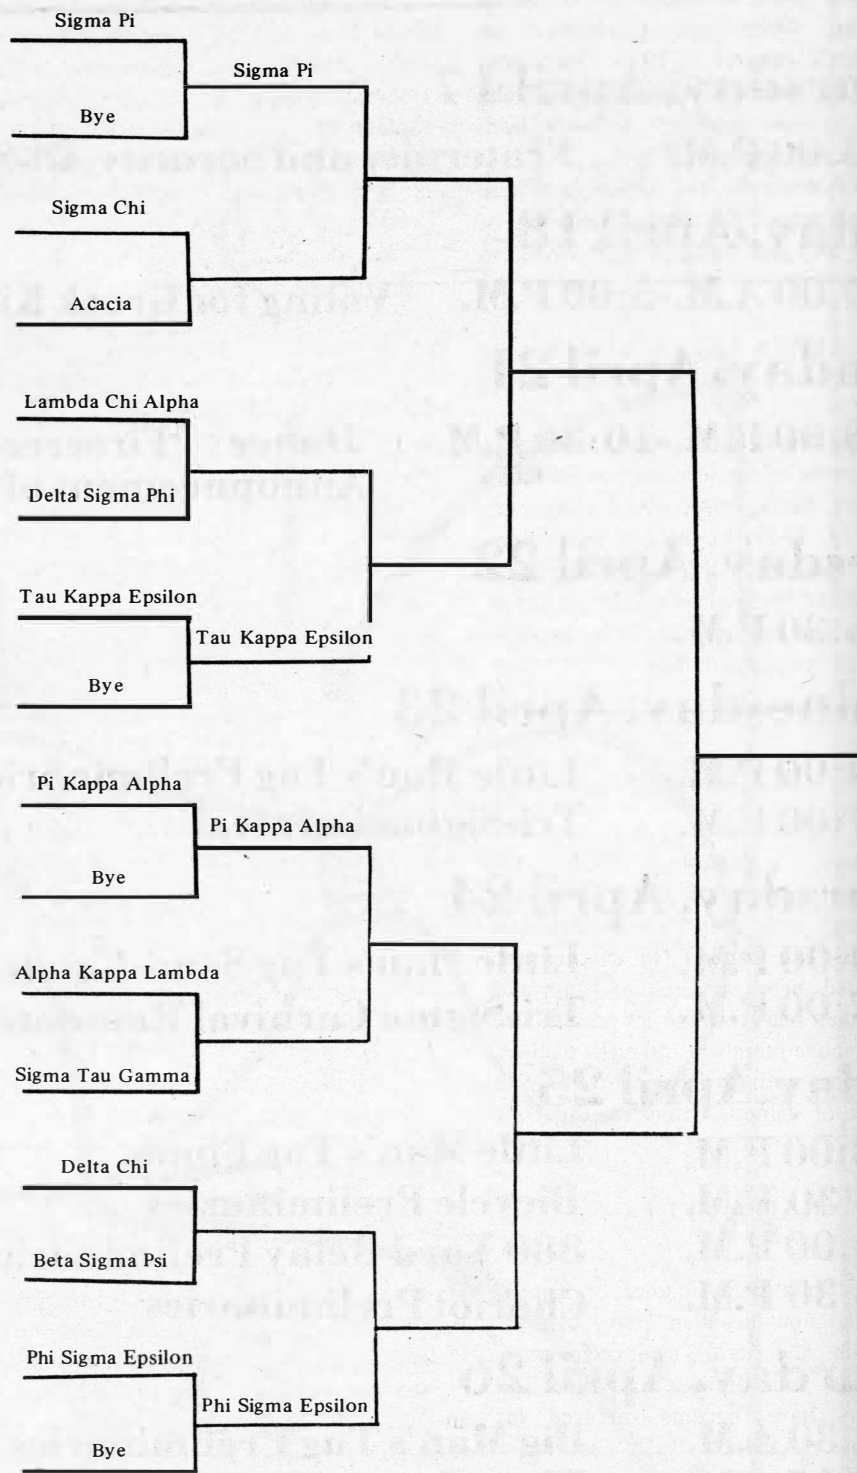 Sigma Pi
Sigma Pi
Bye
Sigma Chi
Acacia
Lambda Chi Alpha
Delta Sigma Phi
Tau Kappa Epsilon
Tau Kappa Epsilon
Bye
Pi Kappa Alpha
Pi Kappa Alpha
Bye
Alpha Kappa Lambda
Sigma Tau Gamma
Delta Chi
Beta Sigma Psi
Phi Sigma Epsilon
Phi Sigma Epsilon
Bye